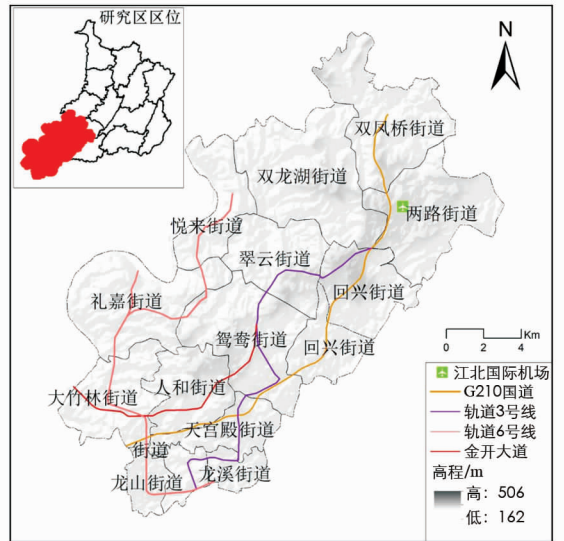 研究区区位
N
双凤桥街道
双龙湖街道
两路街道
悦来街道
翠云街道
礼嘉街道
回兴街道
鸳鸯街道
回兴街道
人和街道
大竹林街道
天宫殿街道
街道
龙溪街道
龙山街道
0 2 4 Km
江北国际机场
G210国道
轨道3号线
轨道6号线
金开大道
高程/m
高：506
低：162